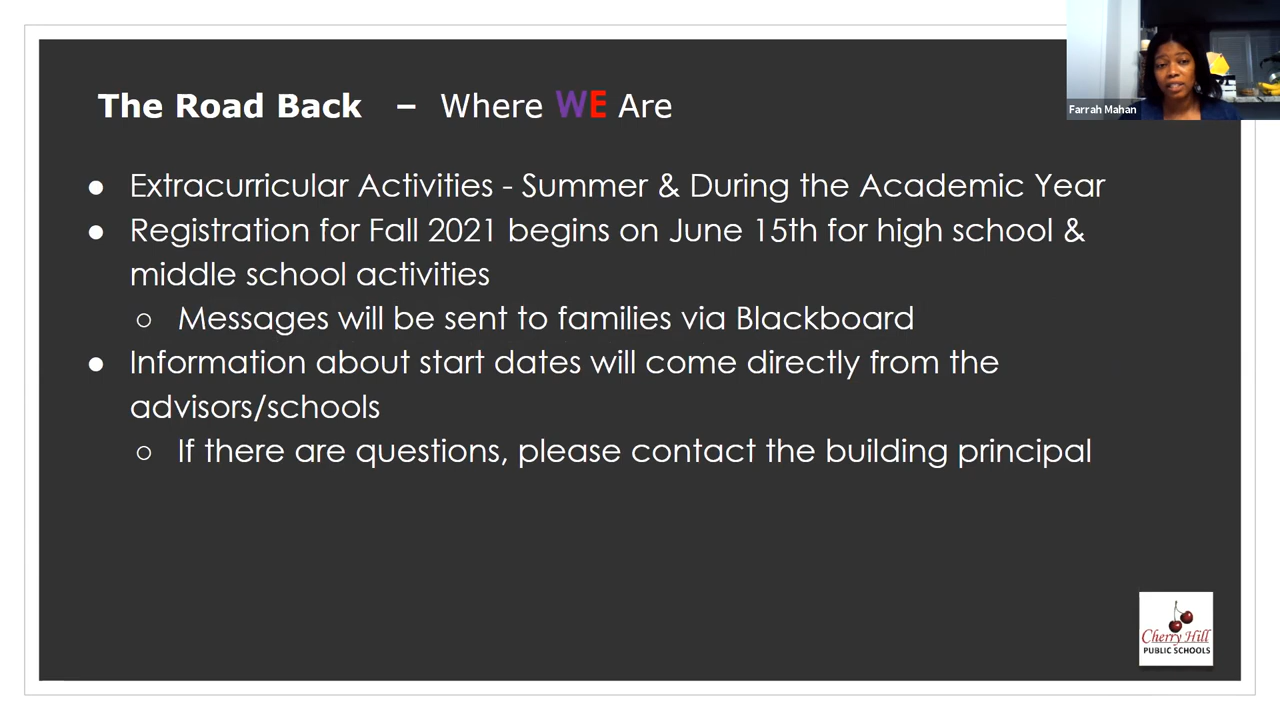 Farrah Mahan
The Road Back – Where WE Are
● Extracurricular Activities - Summer & During the Academic Year
● Registration for Fall 2021 begins on June 15th for high school &
middle school activities
○ Messages will be sent to families via Blackboard
● Information about start dates will come directly from the
advisors/schools
○ If there are questions, please contact the building principal
Cherry Hill
PUBLIC SCHOOLS